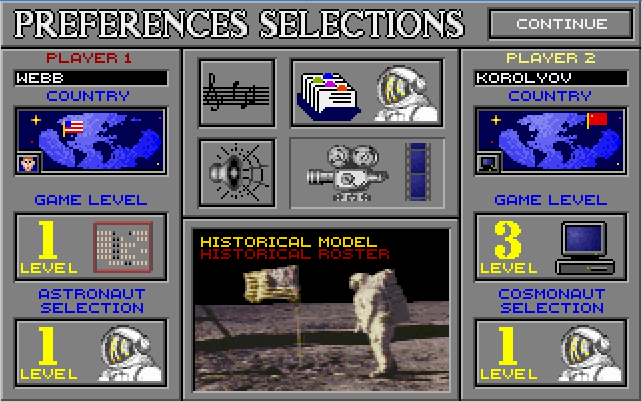 PREFERENCES SELECTIONS
CONTINUE
PLAYER 1
WEBB
COUNTRY
GAME LEVEL
1
LEVEL
ASTRONAUT
SELECTION
1
LEVEL
HISTORICAL MODEL
HISTORICAL ROSTER
PLAYER 2
KOROLYOV
COUNTRY
GAME LEVEL
3
LEVEL
COSMONAUT
SELECTION
1
LEVEL